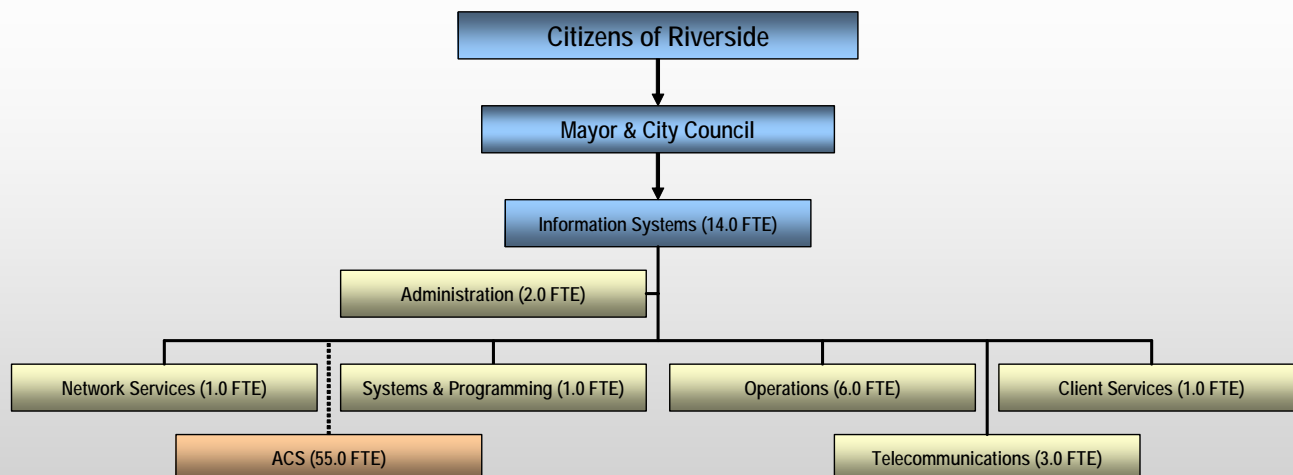 Citizens of Riverside
Mayor & City Council
Information Systems (14.0 FTE)
Administration (2.0 FTE)
Network Services (1.0 FTE)
Systems & Programming (1.0 FTE)
Operations (6.0 FTE)
Client Services (1.0 FTE)
ACS (55.0 FTE)
Telecommunications (3.0 FTE)